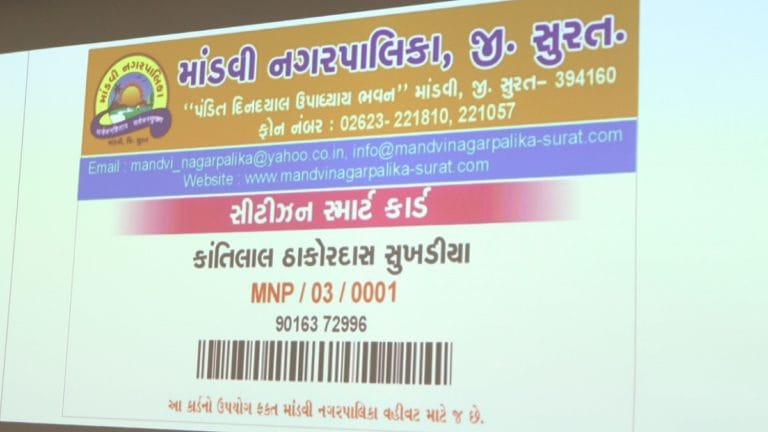 માંડવી નગરપાલિકા
માંડવી, જિ. સુરત
માંડવી નગરપાલિકા, જી. સુરત.
"પંડિત દિનદયાલ ઉપાધ્યાય ભવન" માંડવી, જી. સુરત– 394160
ફોન નંબર : 02623- 221810, 221057
Email : mandvi_nagarpalika@yahoo.co.in, info@mandvinagarpalika-surat.com
Website : www.mandvinagarpalika-surat.com
સીટીઝન સ્માર્ટ કાર્ડ
કાંતિલાલ ઠાકોરદાસ સુખડીયા
MNP / 03 / 0001
90163 72996
આ કાર્ડનો ઉપયોગ ફકત માંડવી નગરપાલિકા વહીવટ માટે જ છે.